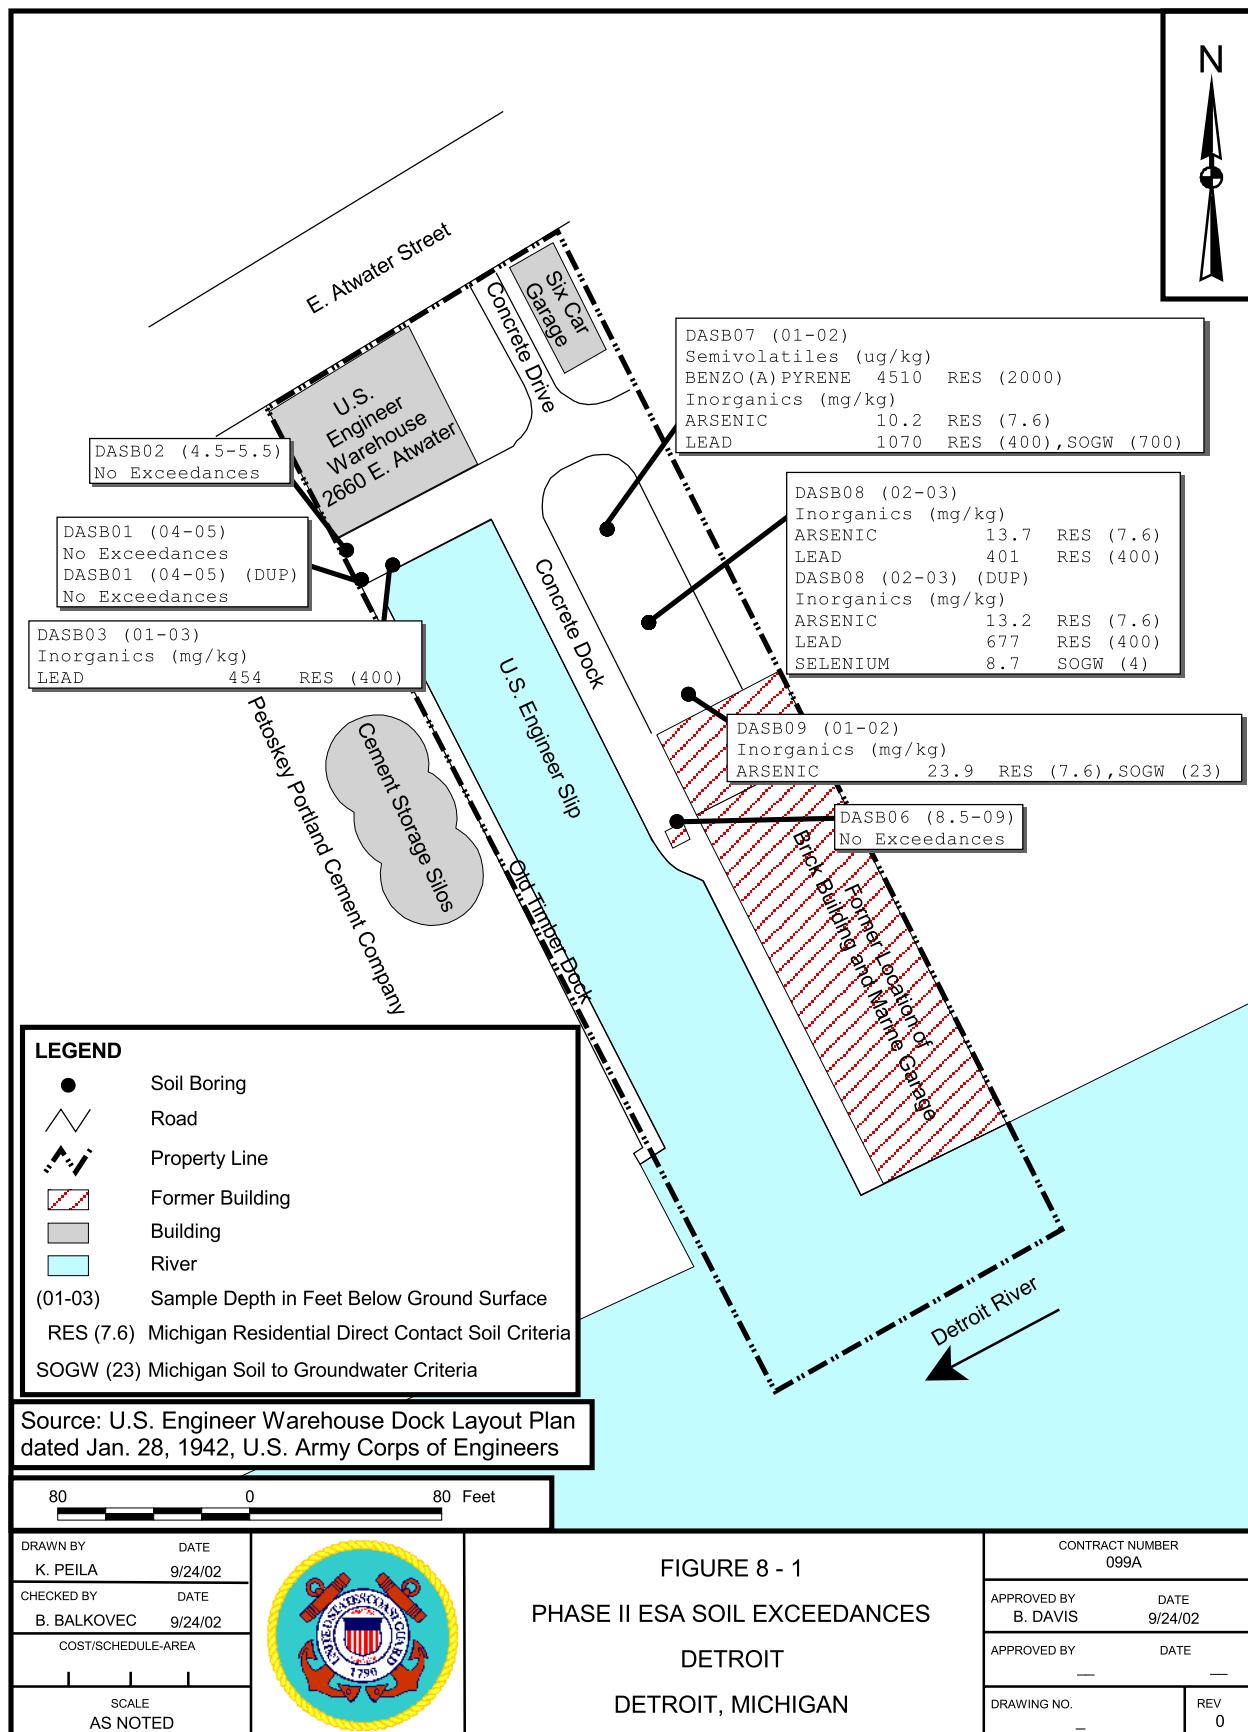 N
E. Atwater Street
Six Car
Garage
Concrete Drive
U.S.
Engineer
Warehouse
2660 E. Atwater
DASB07 (01-02)
Semivolatiles (ug/kg)
BENZO(A)PYRENE 4510 RES (2000)
Inorganics (mg/kg)
ARSENIC 10.2 RES (7.6)
LEAD 1070 RES (400),SOGW (700)
DASB02 (4.5-5.5)
No Exceedances
DASB08 (02-03)
Inorganics (mg/kg)
ARSENIC 13.7 RES (7.6)
LEAD 401 RES (400)
DASB08 (02-03) (DUP)
Inorganics (mg/kg)
ARSENIC 13.2 RES (7.6)
LEAD 677 RES (400)
SELENIUM 8.7 SOGW (4)
DASB01 (04-05)
No Exceedances
DASB01 (04-05) (DUP)
No Exceedances
DASB03 (01-03)
Inorganics (mg/kg)
LEAD 454 RES (400)
Concrete Dock
U.S. Engineer Slip
DASB09 (01-02)
Inorganics (mg/kg)
ARSENIC 23.9 RES (7.6),SOGW (23)
DASB06 (8.5-09)
No Exceedances
Petoskey Portland Cement Company
Cement Storage Silos
Old Timber Dock
Former Location of
Brick Building and Marine Garage
LEGEND
Soil Boring
Road
Property Line
Former Building
Building
River
(01-03) Sample Depth in Feet Below Ground Surface
RES (7.6) Michigan Residential Direct Contact Soil Criteria
SOGW (23) Michigan Soil to Groundwater Criteria
Detroit River
Source: U.S. Engineer Warehouse Dock Layout Plan
dated Jan. 28, 1942, U.S. Army Corps of Engineers
80 0 80 Feet
DRAWN BY DATE
K. PEILA 9/24/02
CHECKED BY DATE
B. BALKOVEC 9/24/02
COST/SCHEDULE-AREA
SCALE
AS NOTED
UNITED STATES COAST GUARD
1790
FIGURE 8 - 1
PHASE II ESA SOIL EXCEEDANCES
DETROIT
DETROIT, MICHIGAN
CONTRACT NUMBER
099A
APPROVED BY DATE
B. DAVIS 9/24/02
APPROVED BY DATE
__ __
DRAWING NO. REV
_ 0